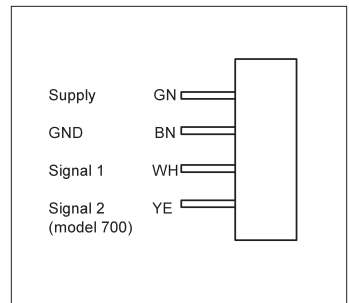 Supply GN
GND BN
Signal 1 WH
Signal 2 YE
(model 700)